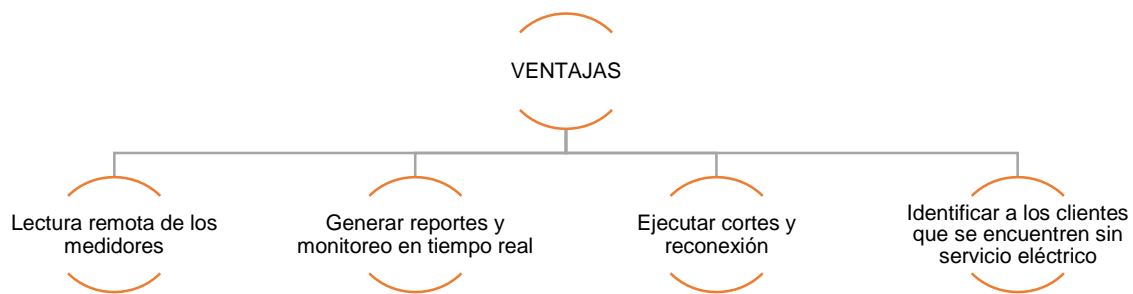 VENTAJAS
Lectura remota de los
medidores
Generar reportes y
monitoreo en tiempo real
Ejecutar cortes y
reconexión
Identificar a los clientes
que se encuentren sin
servicio eléctrico